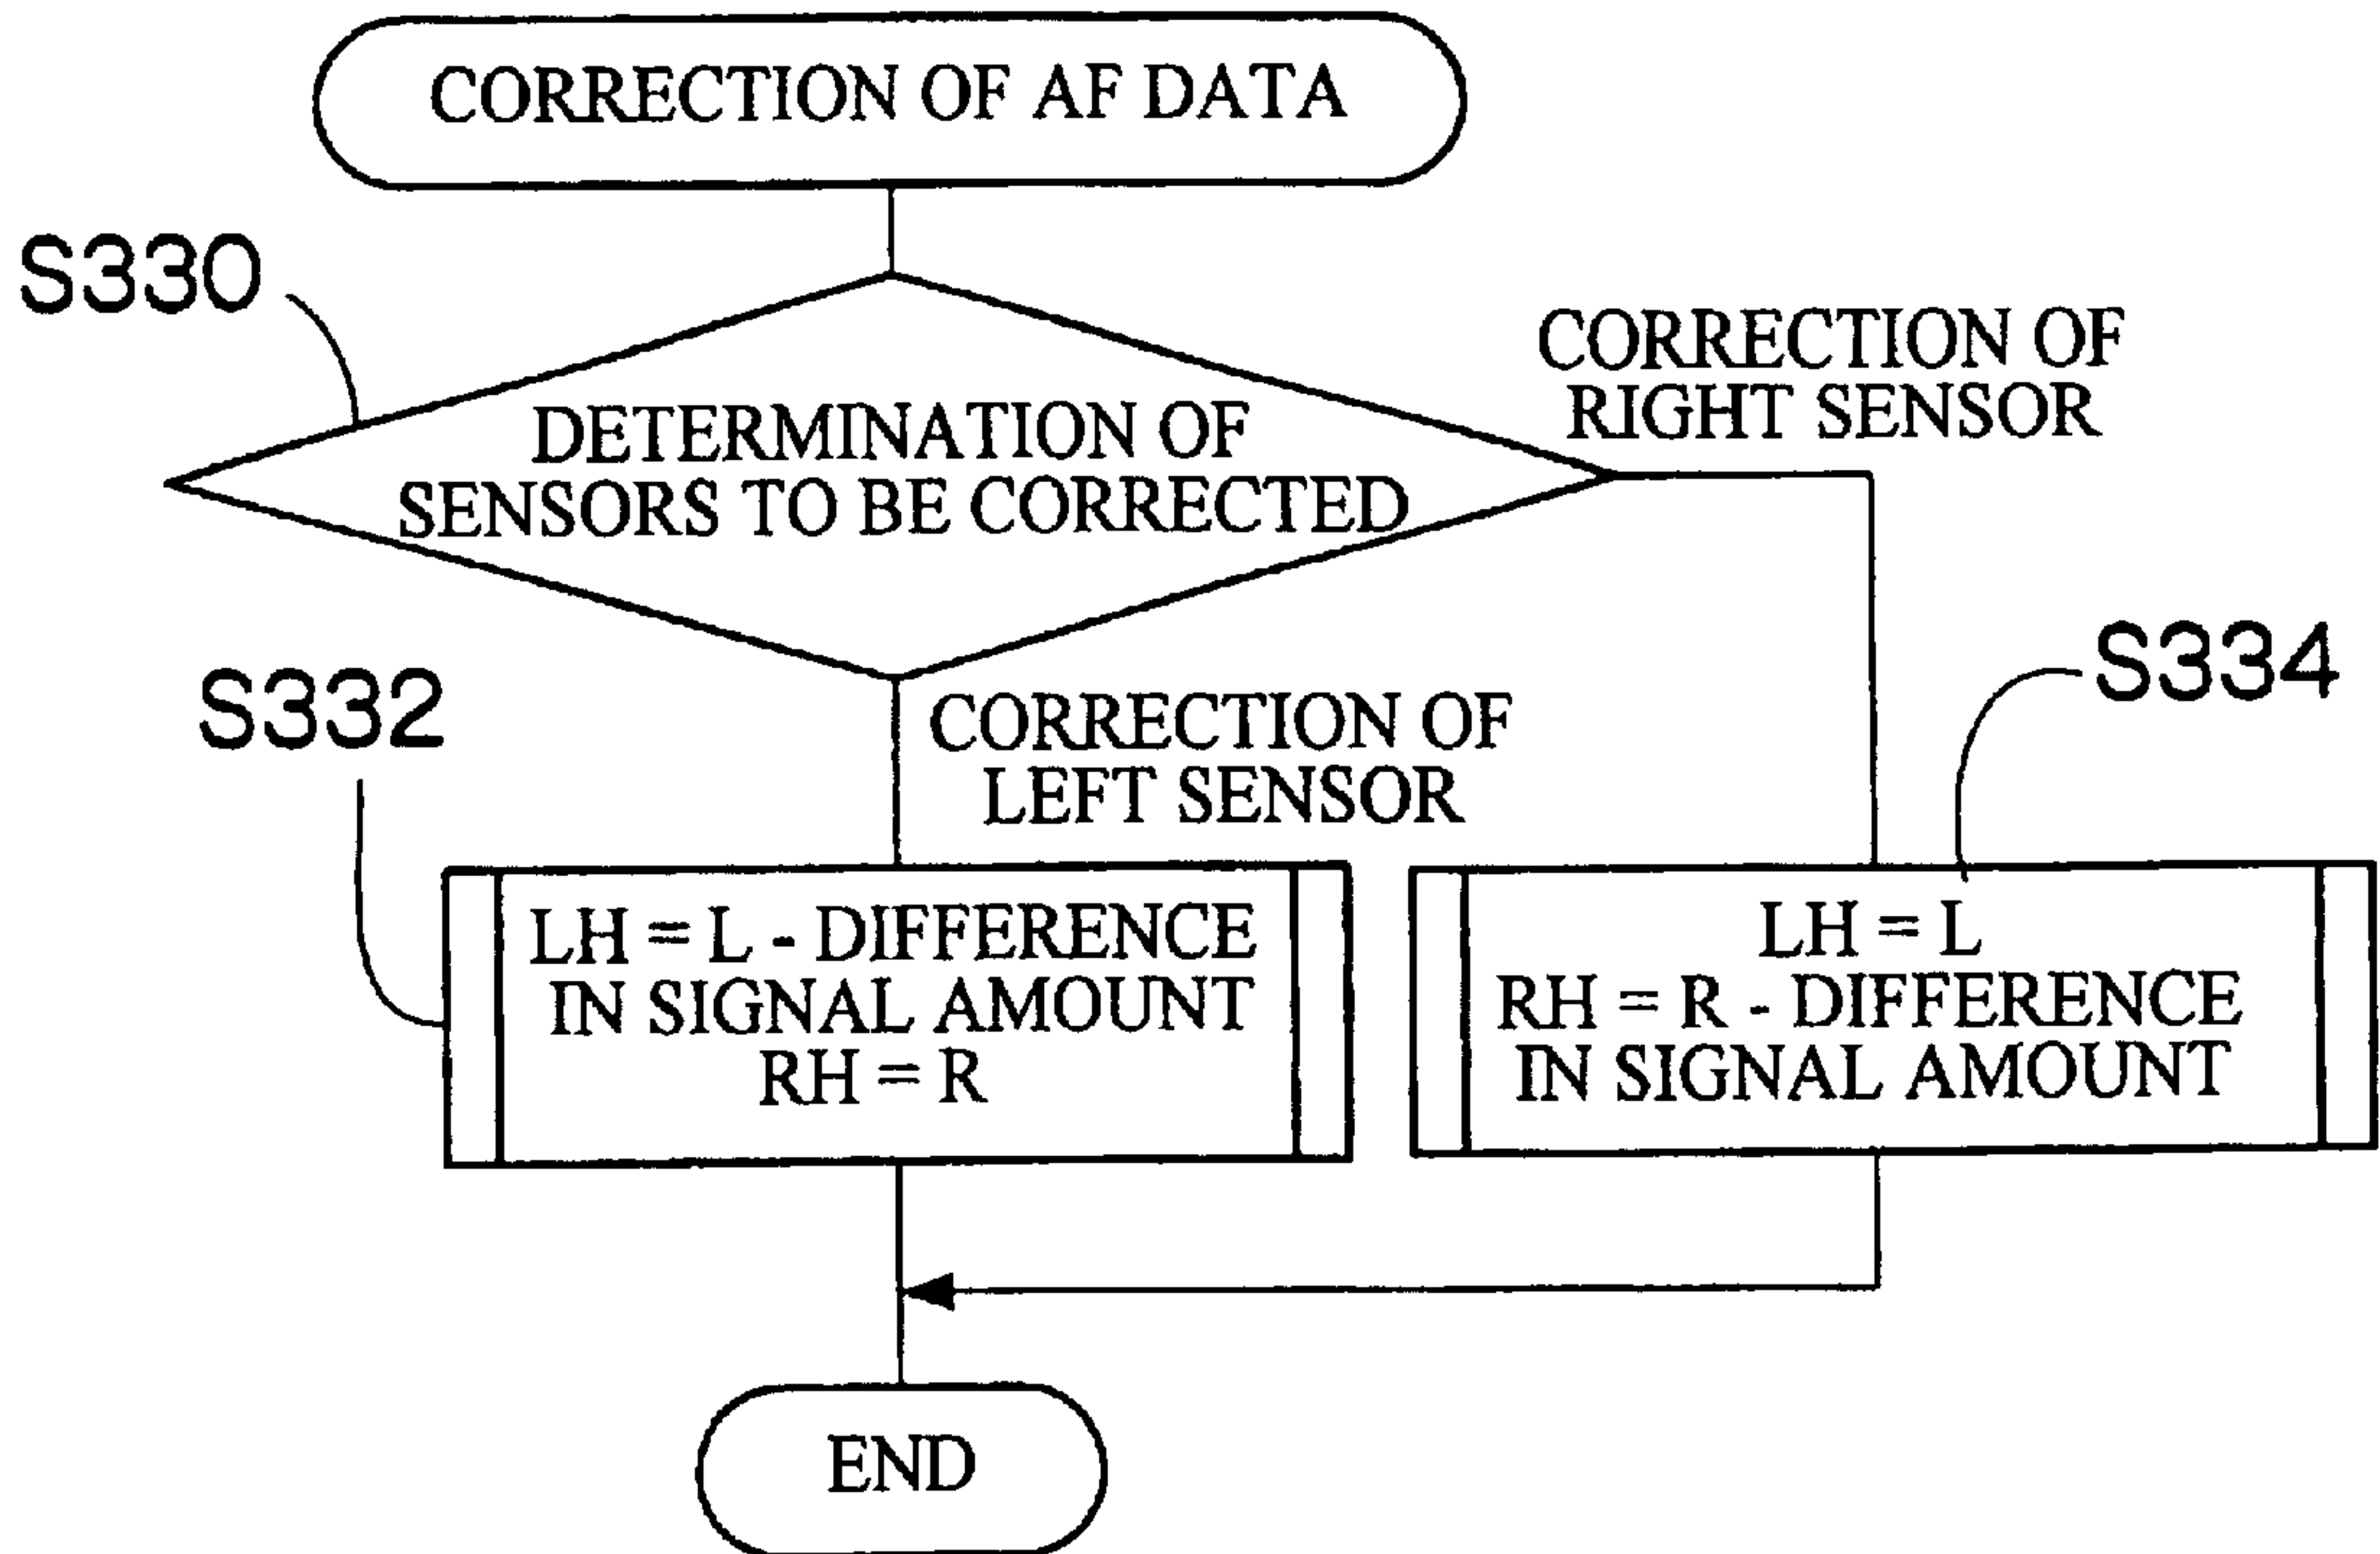 CORRECTION OF AF DATA
S330
DETERMINATION OF
SENSORS TO BE CORRECTED
CORRECTION OF
RIGHT SENSOR
S332
CORRECTION OF
LEFT SENSOR
S334
LH = L - DIFFERENCE
IN SIGNAL AMOUNT
RH = R
LH = L
RH = R - DIFFERENCE
IN SIGNAL AMOUNT
END